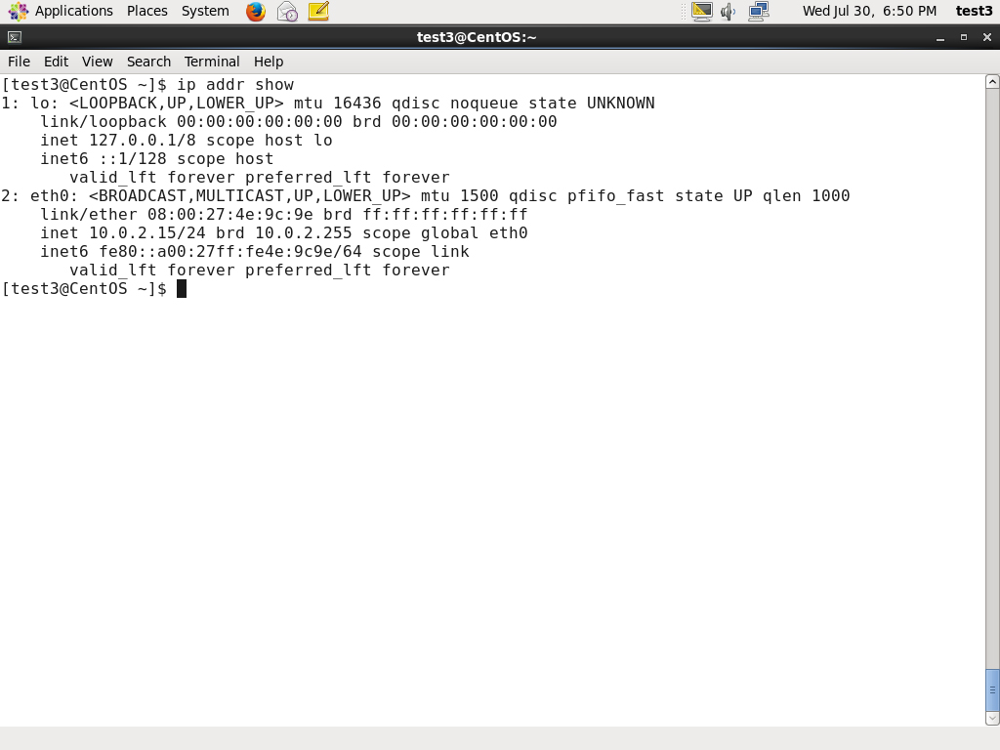 Applications Places System Wed Jul 30, 6:50 PM test3
test3@CentOS:~
File Edit View Search Terminal Help
[test3@CentOS ~]$ ip addr show
1: lo: <LOOPBACK,UP,LOWER_UP> mtu 16436 qdisc noqueue state UNKNOWN
    link/loopback 00:00:00:00:00:00 brd 00:00:00:00:00:00
    inet 127.0.0.1/8 scope host lo
    inet6 ::1/128 scope host
       valid_lft forever preferred_lft forever
2: eth0: <BROADCAST,MULTICAST,UP,LOWER_UP> mtu 1500 qdisc pfifo_fast state UP qlen 1000
    link/ether 08:00:27:4e:9c:9e brd ff:ff:ff:ff:ff:ff
    inet 10.0.2.15/24 brd 10.0.2.255 scope global eth0
    inet6 fe80::a00:27ff:fe4e:9c9e/64 scope link
       valid_lft forever preferred_lft forever
[test3@CentOS ~]$